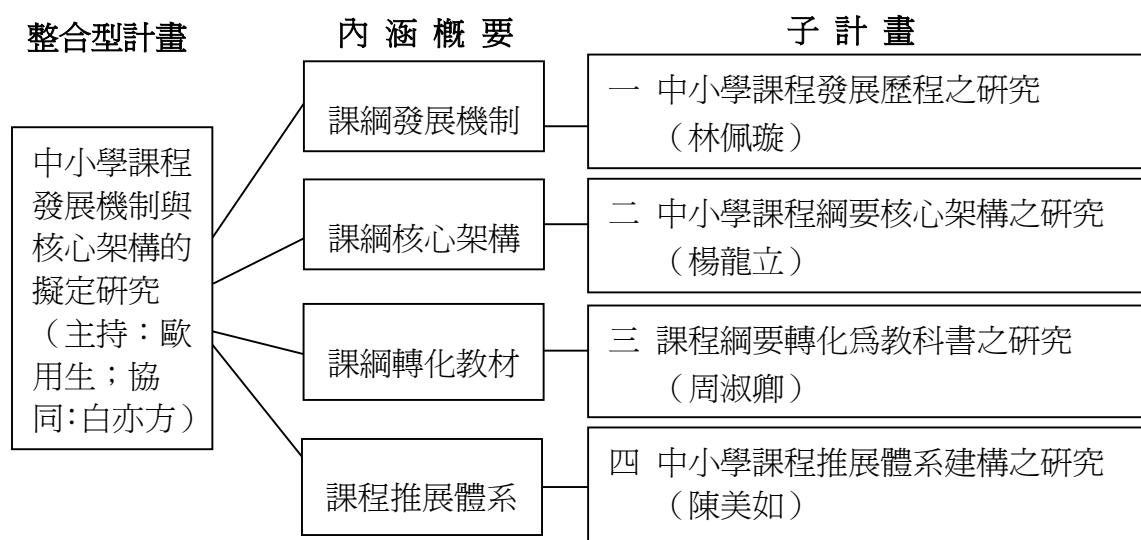 整合型計畫
內 涵 概 要
子 計 畫
中小學課程
發展機制與
核心架構的
擬定研究
（主持：歐
用生；協
同：白亦方）
課綱發展機制
一 中小學課程發展歷程之研究
（林佩璇）
課綱核心架構
二 中小學課程綱要核心架構之研究
（楊龍立）
課綱轉化教材
三 課程綱要轉化為教科書之研究
（周淑卿）
課程推展體系
四 中小學課程推展體系建構之研究
（陳美如）